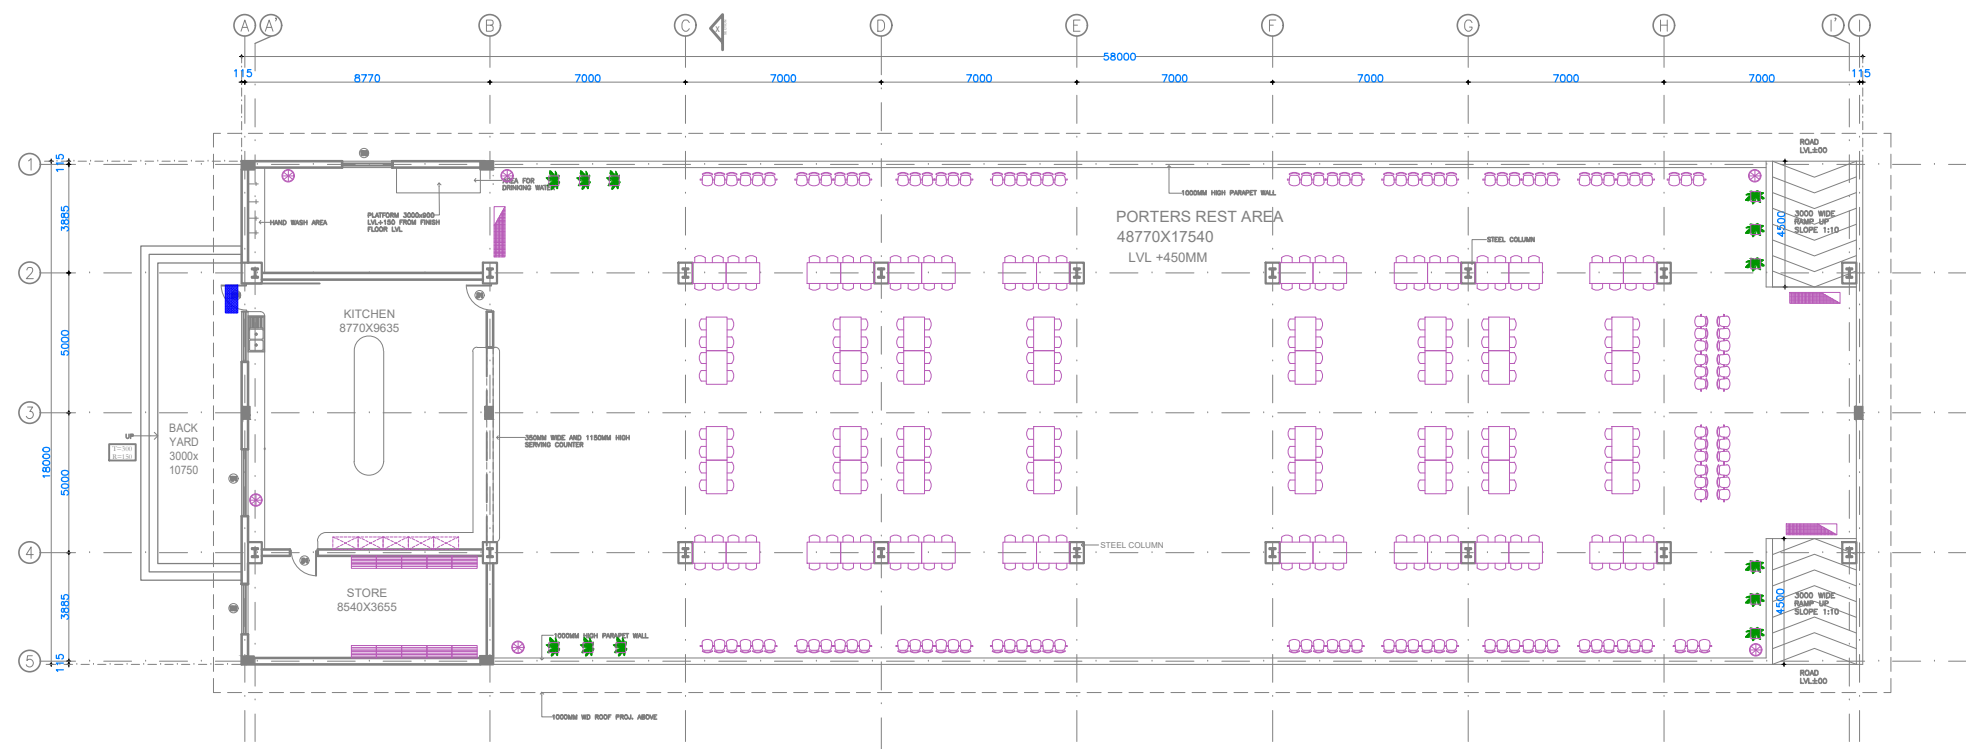 A A' B C D E F G H I' I
X
58000
115 8770 7000 7000 7000 7000 7000 7000 7000 115
1
2
3
4
5
115
3885
5000
18000
5000
3885
115
ROAD
LVL±00
AREA FOR
DRINKING WATER
1000MM HIGH PARAPET WALL
PLATFORM 3000x900
LVL+150 FROM FINISH
FLOOR LVL
HAND WASH AREA
PORTERS REST AREA
48770X17540
LVL +450MM
STEEL COLUMN
4500
3000 WIDE
RAMP UP
SLOPE 1:10
KITCHEN
8770X9635
BACK
YARD
3000x
10750
UP
T=300
R=150
350MM WIDE AND 1150MM HIGH
SERVING COUNTER
STEEL COLUMN
STORE
8540X3655
4500
3000 WIDE
RAMP UP
SLOPE 1:10
1000MM HIGH PARAPET WALL
ROAD
LVL±00
1000MM WD ROOF PROJ. ABOVE